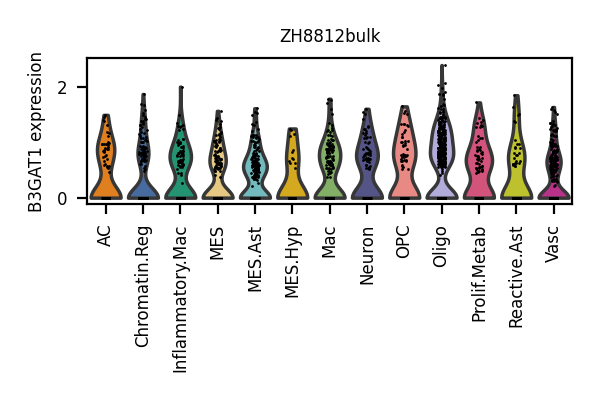 ZH8812bulk
B3GAT1 expression
2
0
AC
Chromatin.Reg
Inflammatory.Mac
MES
MES.Ast
MES.Hyp
Mac
Neuron
OPC
Oligo
Prolif.Metab
Reactive.Ast
Vasc